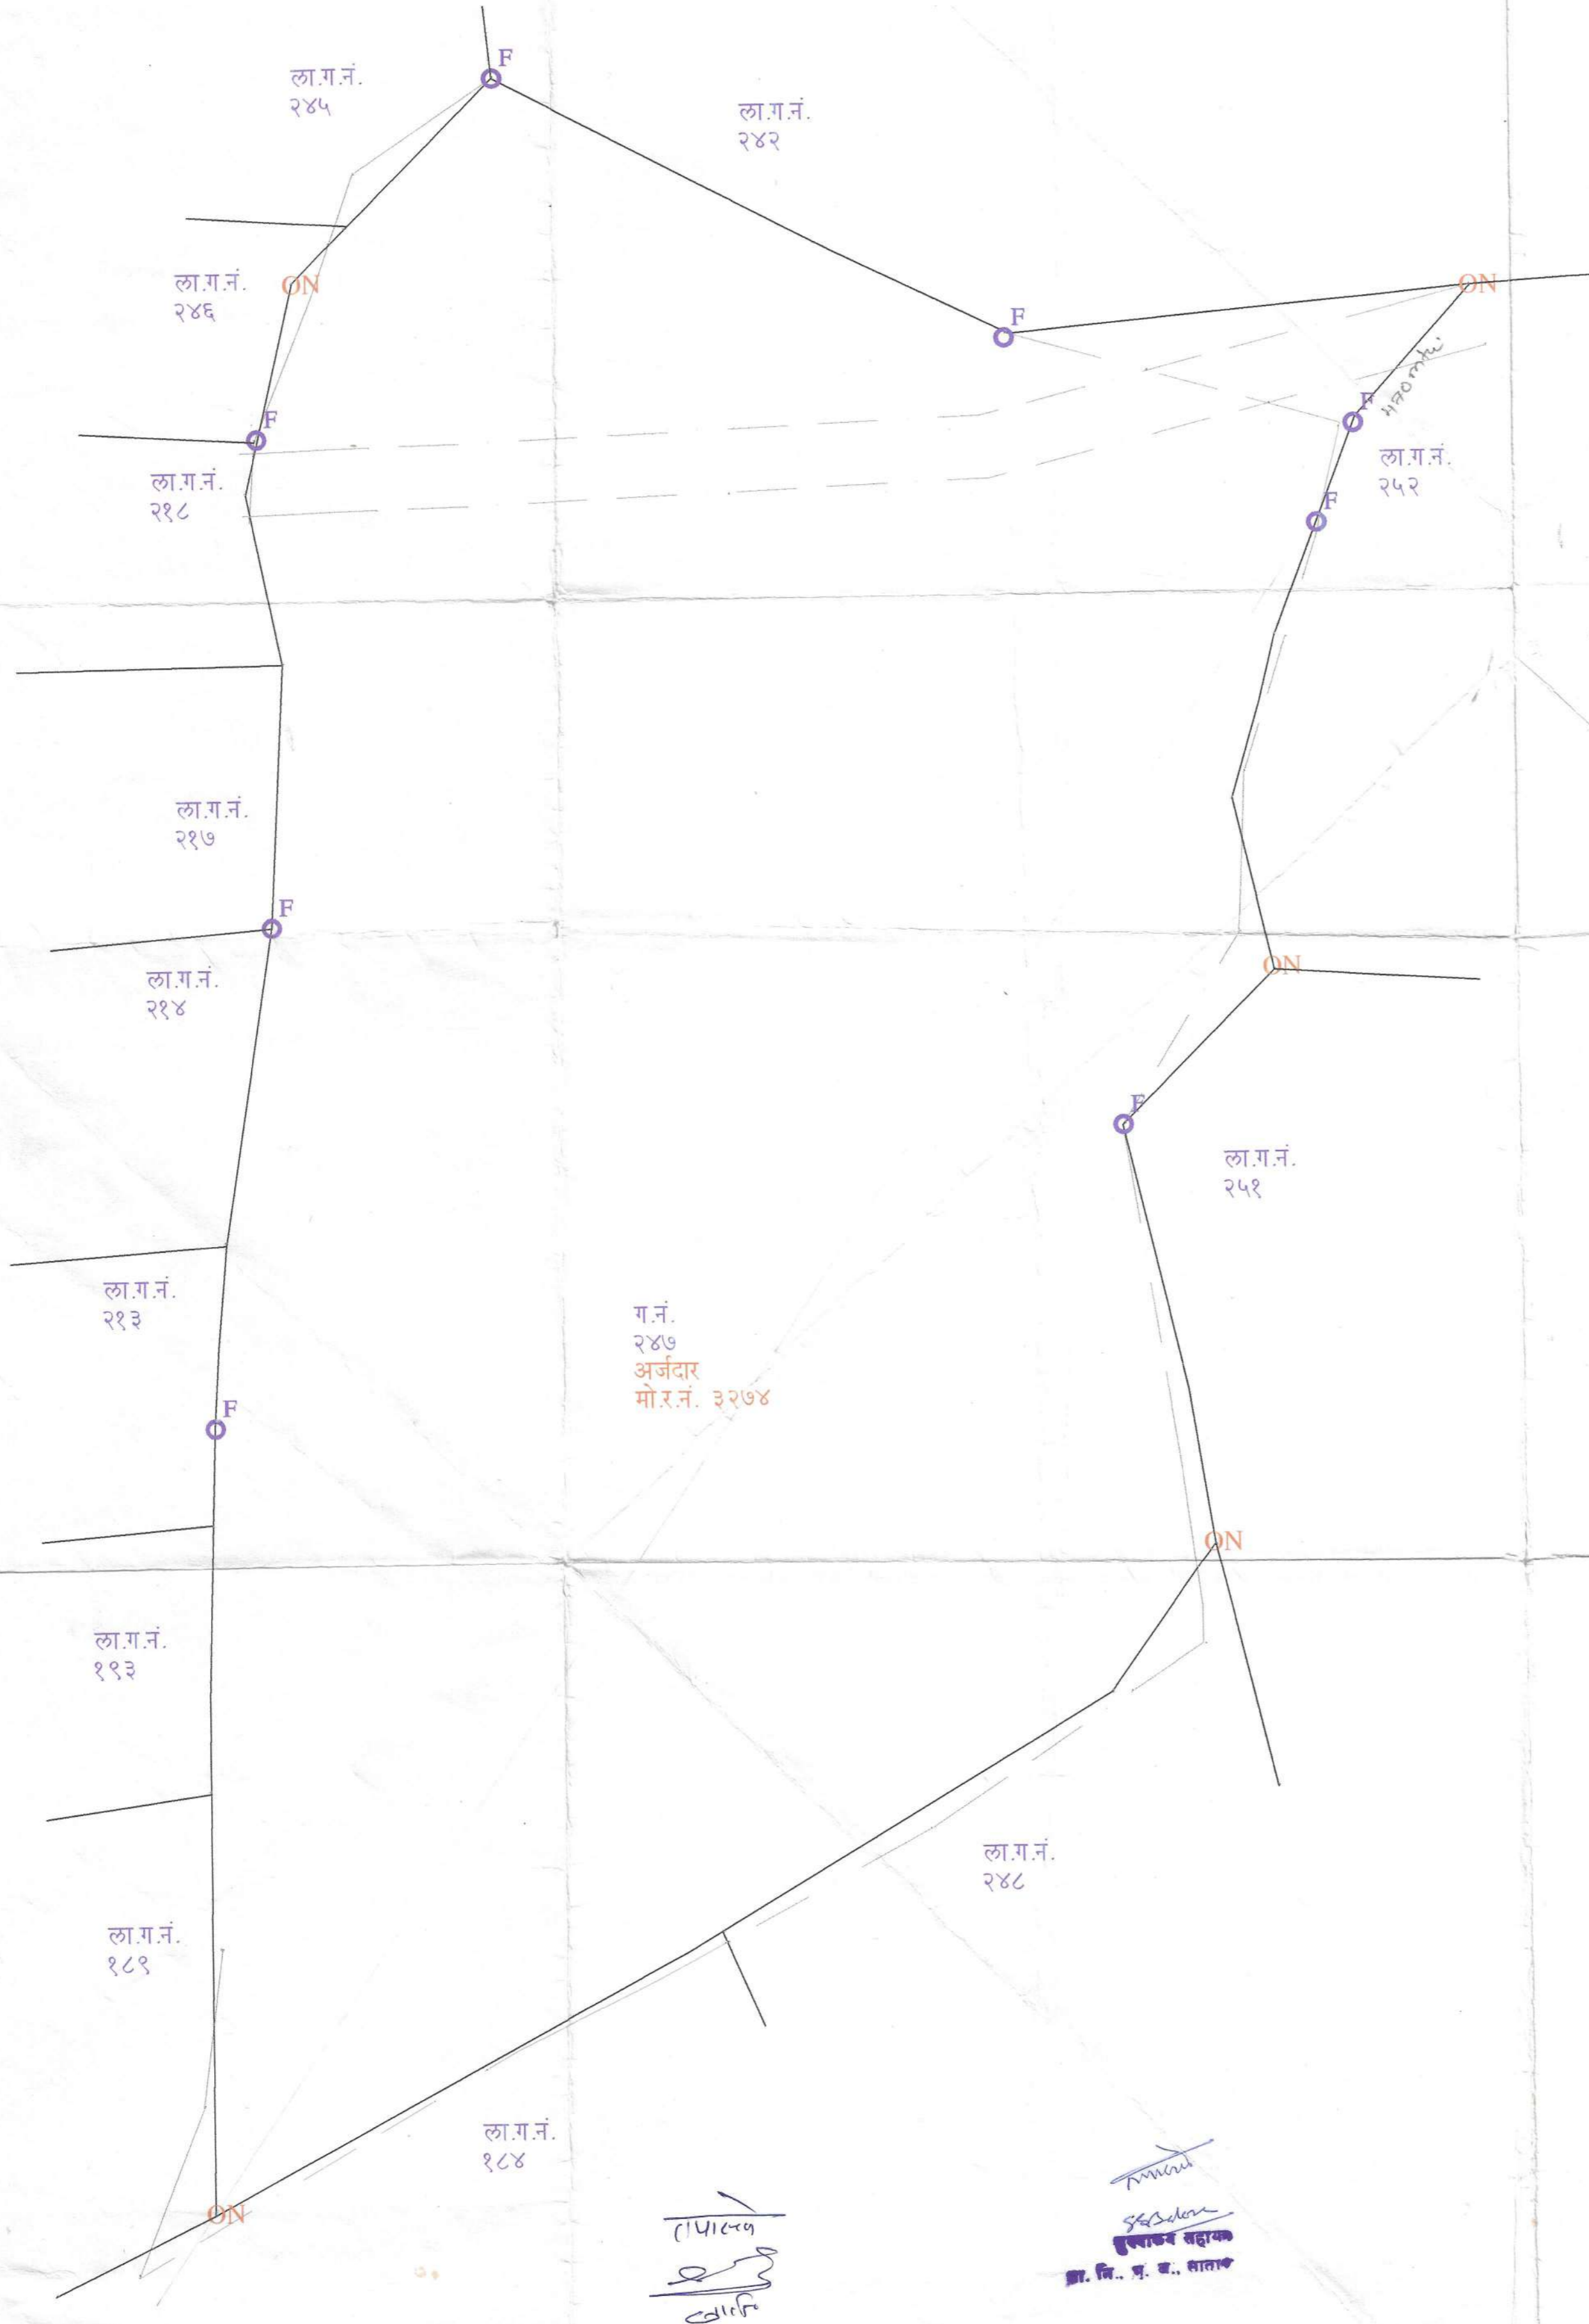 F
ला.ग.नं.
२४५
ला.ग.नं.
२४२
ला.ग.नं.
२४६
ON
ON
F
F
F
ला.ग.नं.
२१८
ला.ग.नं.
२५२
F
ला.ग.नं.
२१७
F
ला.ग.नं.
२१४
ON
F
ला.ग.नं.
२५१
ला.ग.नं.
२१३
ग.नं.
२४७
अर्जदार
मो.र.नं. ३२७४
F
ON
ला.ग.नं.
१९३
ला.ग.नं.
२४८
ला.ग.नं.
१८९
ला.ग.नं.
१८४
ON